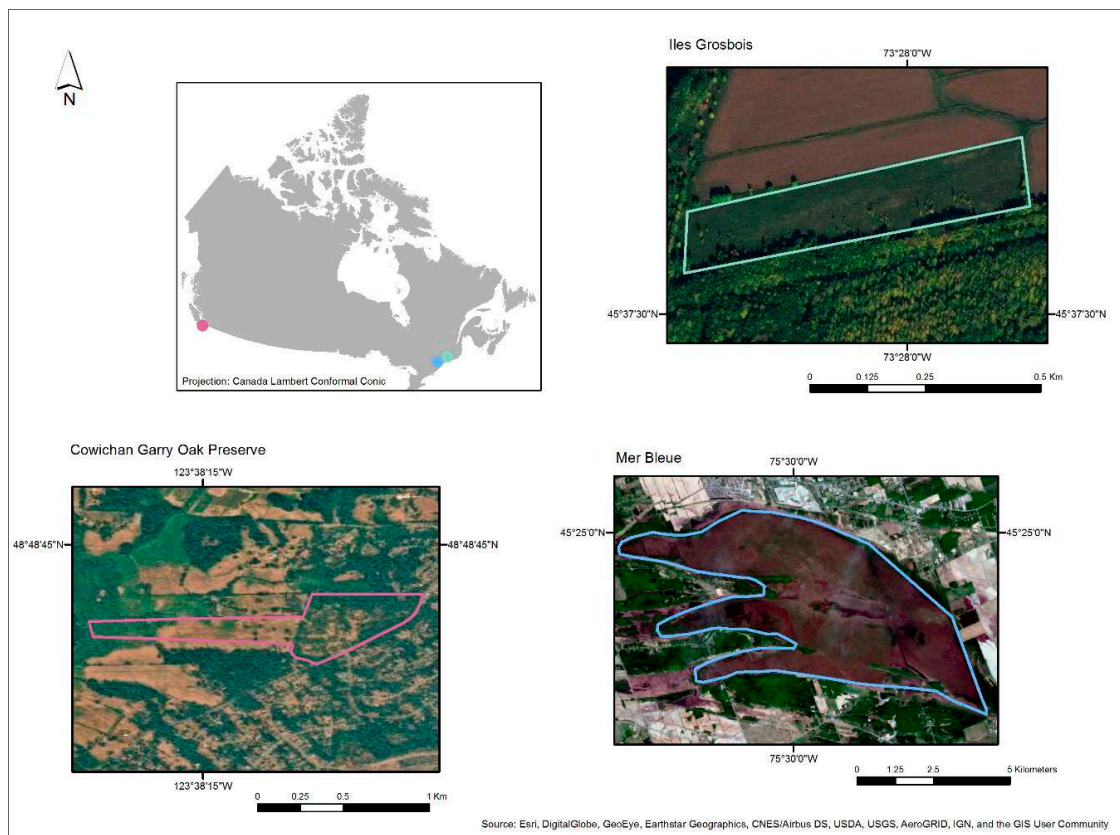 N
Projection: Canada Lambert Conformal Conic
Iles Grosbois
73°28'0"W
45°37'30"N
45°37'30"N
73°28'0"W
0 0.125 0.25 0.5 Km
Cowichan Garry Oak Preserve
123°38'15"W
48°48'45"N
48°48'45"N
123°38'15"W
0 0.25 0.5 1 Km
Mer Bleue
75°30'0"W
45°25'0"N
45°25'0"N
75°30'0"W
0 1.25 2.5 5 Kilometers
Source: Esri, DigitalGlobe, GeoEye, Earthstar Geographics, CNES/Airbus DS, USDA, USGS, AeroGRID, IGN, and the GIS User Community